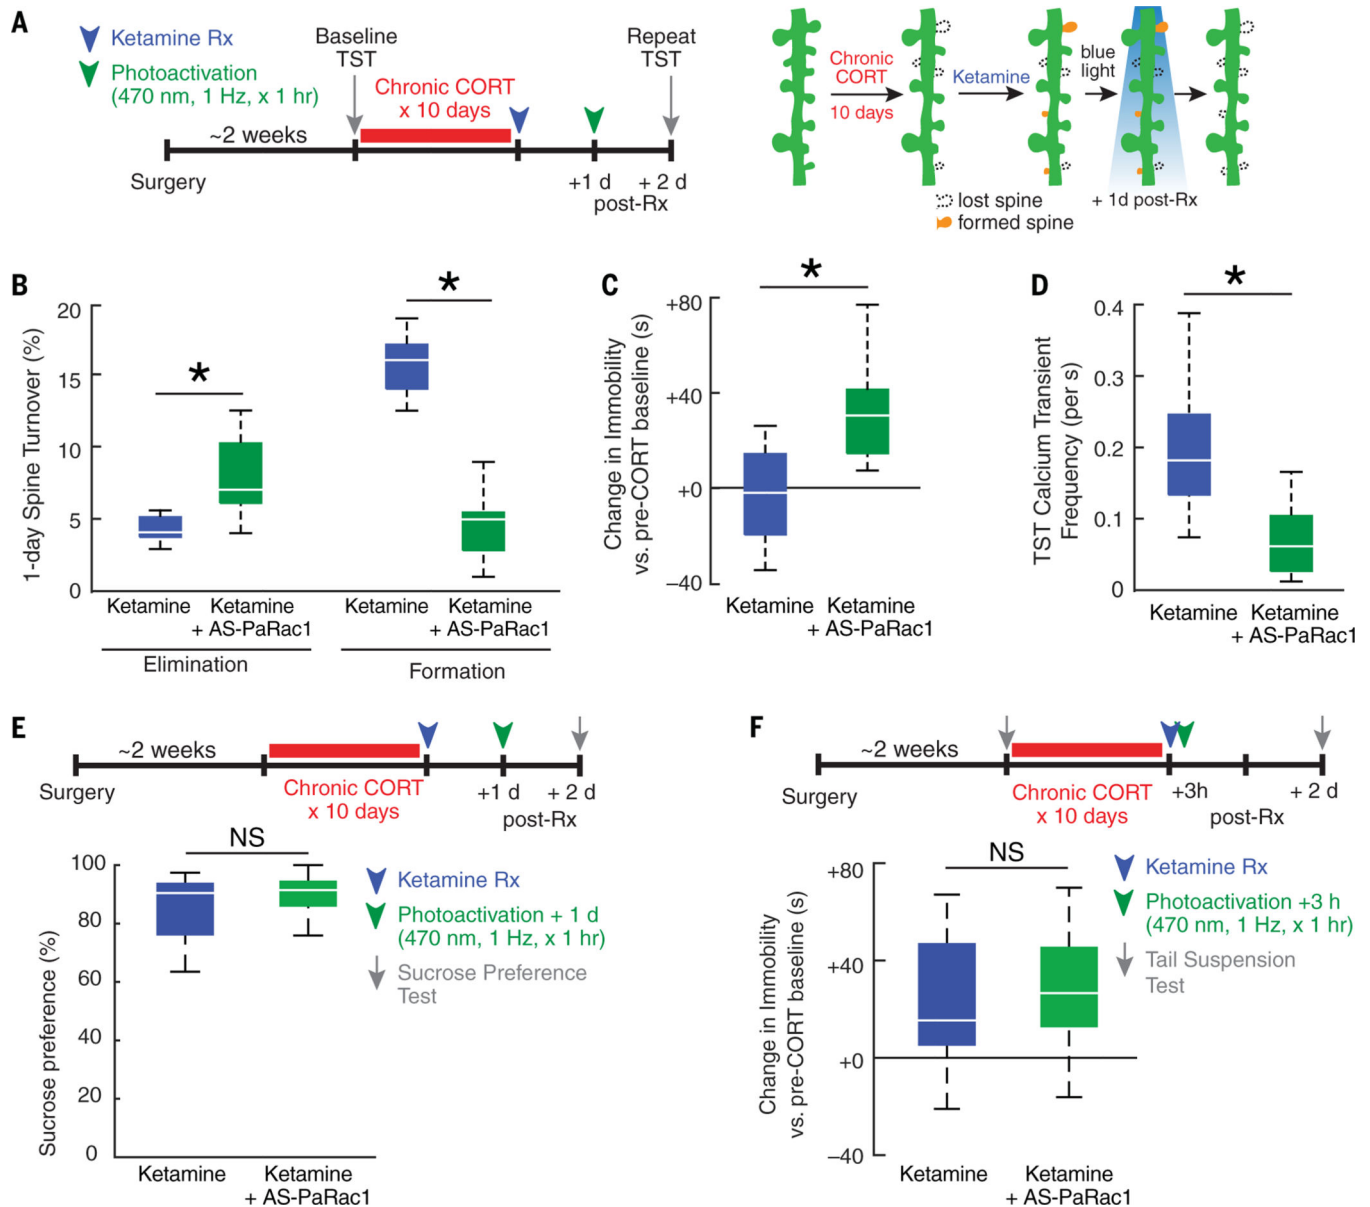 A
Ketamine Rx
Photoactivation
(470 nm, 1 Hz, x 1 hr)
Baseline
TST
Repeat
TST
Chronic CORT
x 10 days
~2 weeks
Surgery
+1 d
+ 2 d
post-Rx
Chronic
CORT
10 days
Ketamine
blue
light
lost spine
formed spine
+ 1d post-Rx
B
1-day Spine Turnover (%)
20
15
10
5
0
*
*
Ketamine
Ketamine
+ AS-PaRac1
Ketamine
Ketamine
+ AS-PaRac1
Elimination
Formation
C
Change in Immobility
vs. pre-CORT baseline (s)
+80
+40
+0
−40
*
Ketamine
Ketamine
+ AS-PaRac1
D
TST Calcium Transient
Frequency (per s)
0.4
0.3
0.2
0.1
0
*
Ketamine
Ketamine
+ AS-PaRac1
E
~2 weeks
Surgery
Chronic CORT
x 10 days
+1 d
+ 2 d
post-Rx
Sucrose preference (%)
100
80
60
40
20
0
NS
Ketamine
Ketamine
+ AS-PaRac1
Ketamine Rx
Photoactivation + 1 d
(470 nm, 1 Hz, x 1 hr)
Sucrose Preference
Test
F
~2 weeks
Surgery
Chronic CORT
x 10 days
+3h
+ 2 d
post-Rx
Change in Immobility
vs. pre-CORT baseline (s)
+80
+40
+0
−40
NS
Ketamine
Ketamine
+ AS-PaRac1
Ketamine Rx
Photoactivation +3 h
(470 nm, 1 Hz, x 1 hr)
Tail Suspension
Test